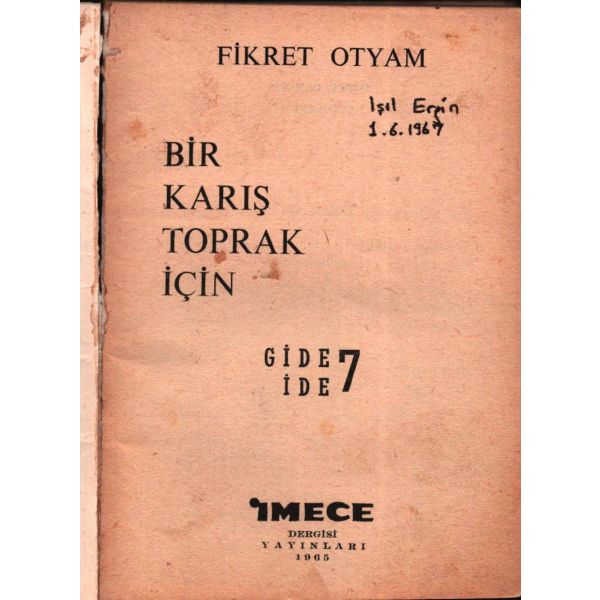 FİKRET OTYAM
Işıl Ergin
1.6.1967
BİR
KARIŞ
TOPRAK
İÇİN
GİDE 7
İDE
İMECE
DERGİSİ
YAYINLARI
1965